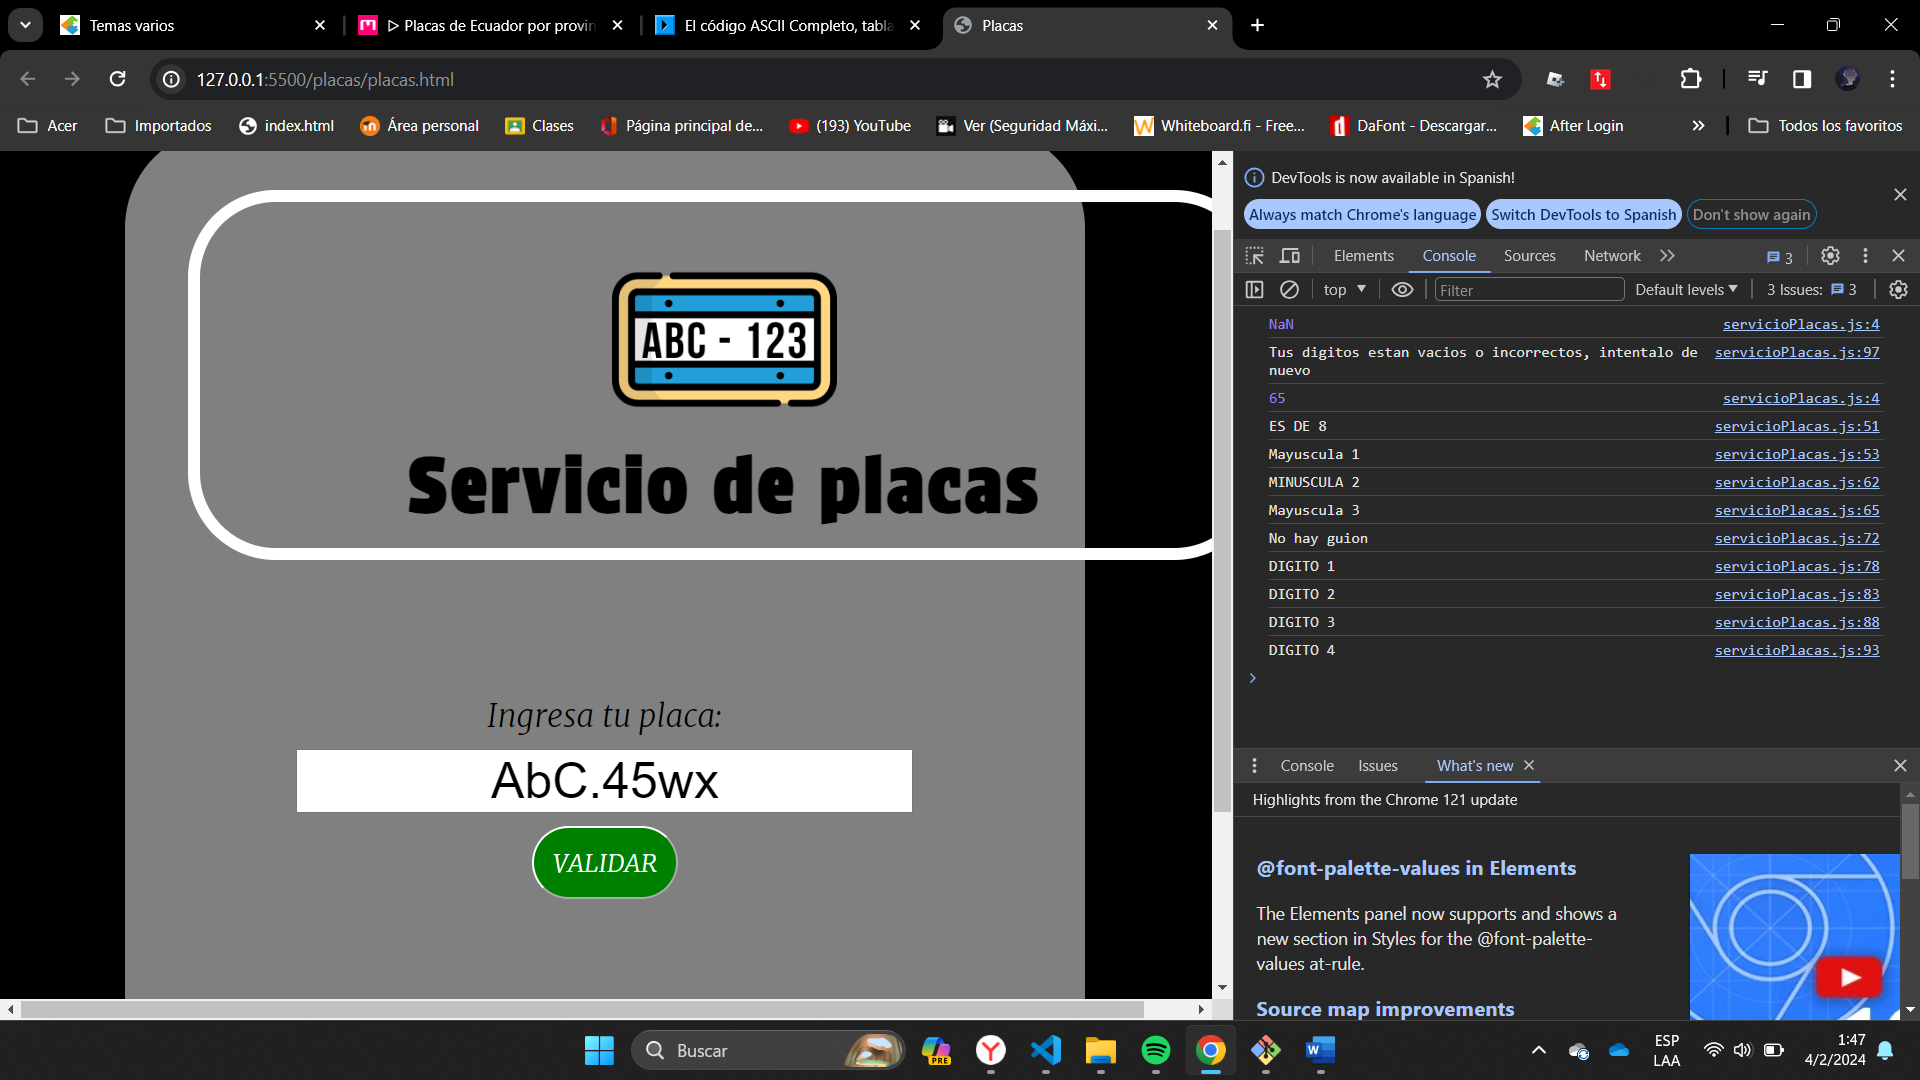 Temas varios
▷ Placas de Ecuador por provin
El código ASCII Completo, tabla
Placas
127.0.0.1:5500/placas/placas.html
Acer
Importados
index.html
Área personal
Clases
Página principal de...
(193) YouTube
Ver (Seguridad Máxi...
Whiteboard.fi - Free...
DaFont - Descargar...
After Login
Todos los favoritos
ABC - 123
Servicio de placas
Ingresa tu placa:
AbC.45wx
VALIDAR
DevTools is now available in Spanish!
Always match Chrome's language
Switch DevTools to Spanish
Don't show again
Elements
Console
Sources
Network
3
top
Filter
Default levels
3 Issues:
3
NaN servicioPlacas.js:4
Tus digitos estan vacios o incorrectos, intentalo de servicioPlacas.js:97
nuevo
65 servicioPlacas.js:4
ES DE 8 servicioPlacas.js:51
Mayuscula 1 servicioPlacas.js:53
MINUSCULA 2 servicioPlacas.js:62
Mayuscula 3 servicioPlacas.js:65
No hay guion servicioPlacas.js:72
DIGITO 1 servicioPlacas.js:78
DIGITO 2 servicioPlacas.js:83
DIGITO 3 servicioPlacas.js:88
DIGITO 4 servicioPlacas.js:93
Console
Issues
What's new
Highlights from the Chrome 121 update
@font-palette-values in Elements
The Elements panel now supports and shows a
new section in Styles for the @font-palette-
values at-rule.
Source map improvements
Buscar
PRE
ESP
LAA
1:47
4/2/2024